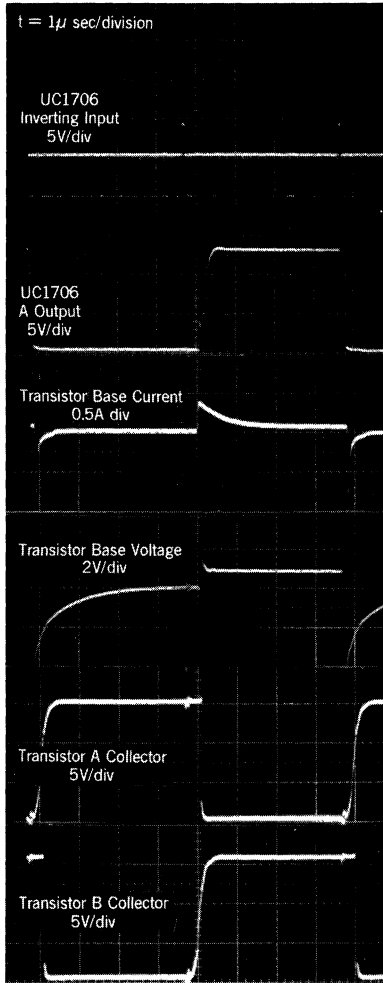 t = 1μ sec/division
UC1706
Inverting Input
5V/div
UC1706
A Output
5V/div
Transistor Base Current
0.5A div
Transistor Base Voltage
2V/div
Transistor A Collector
5V/div
Transistor B Collector
5V/div